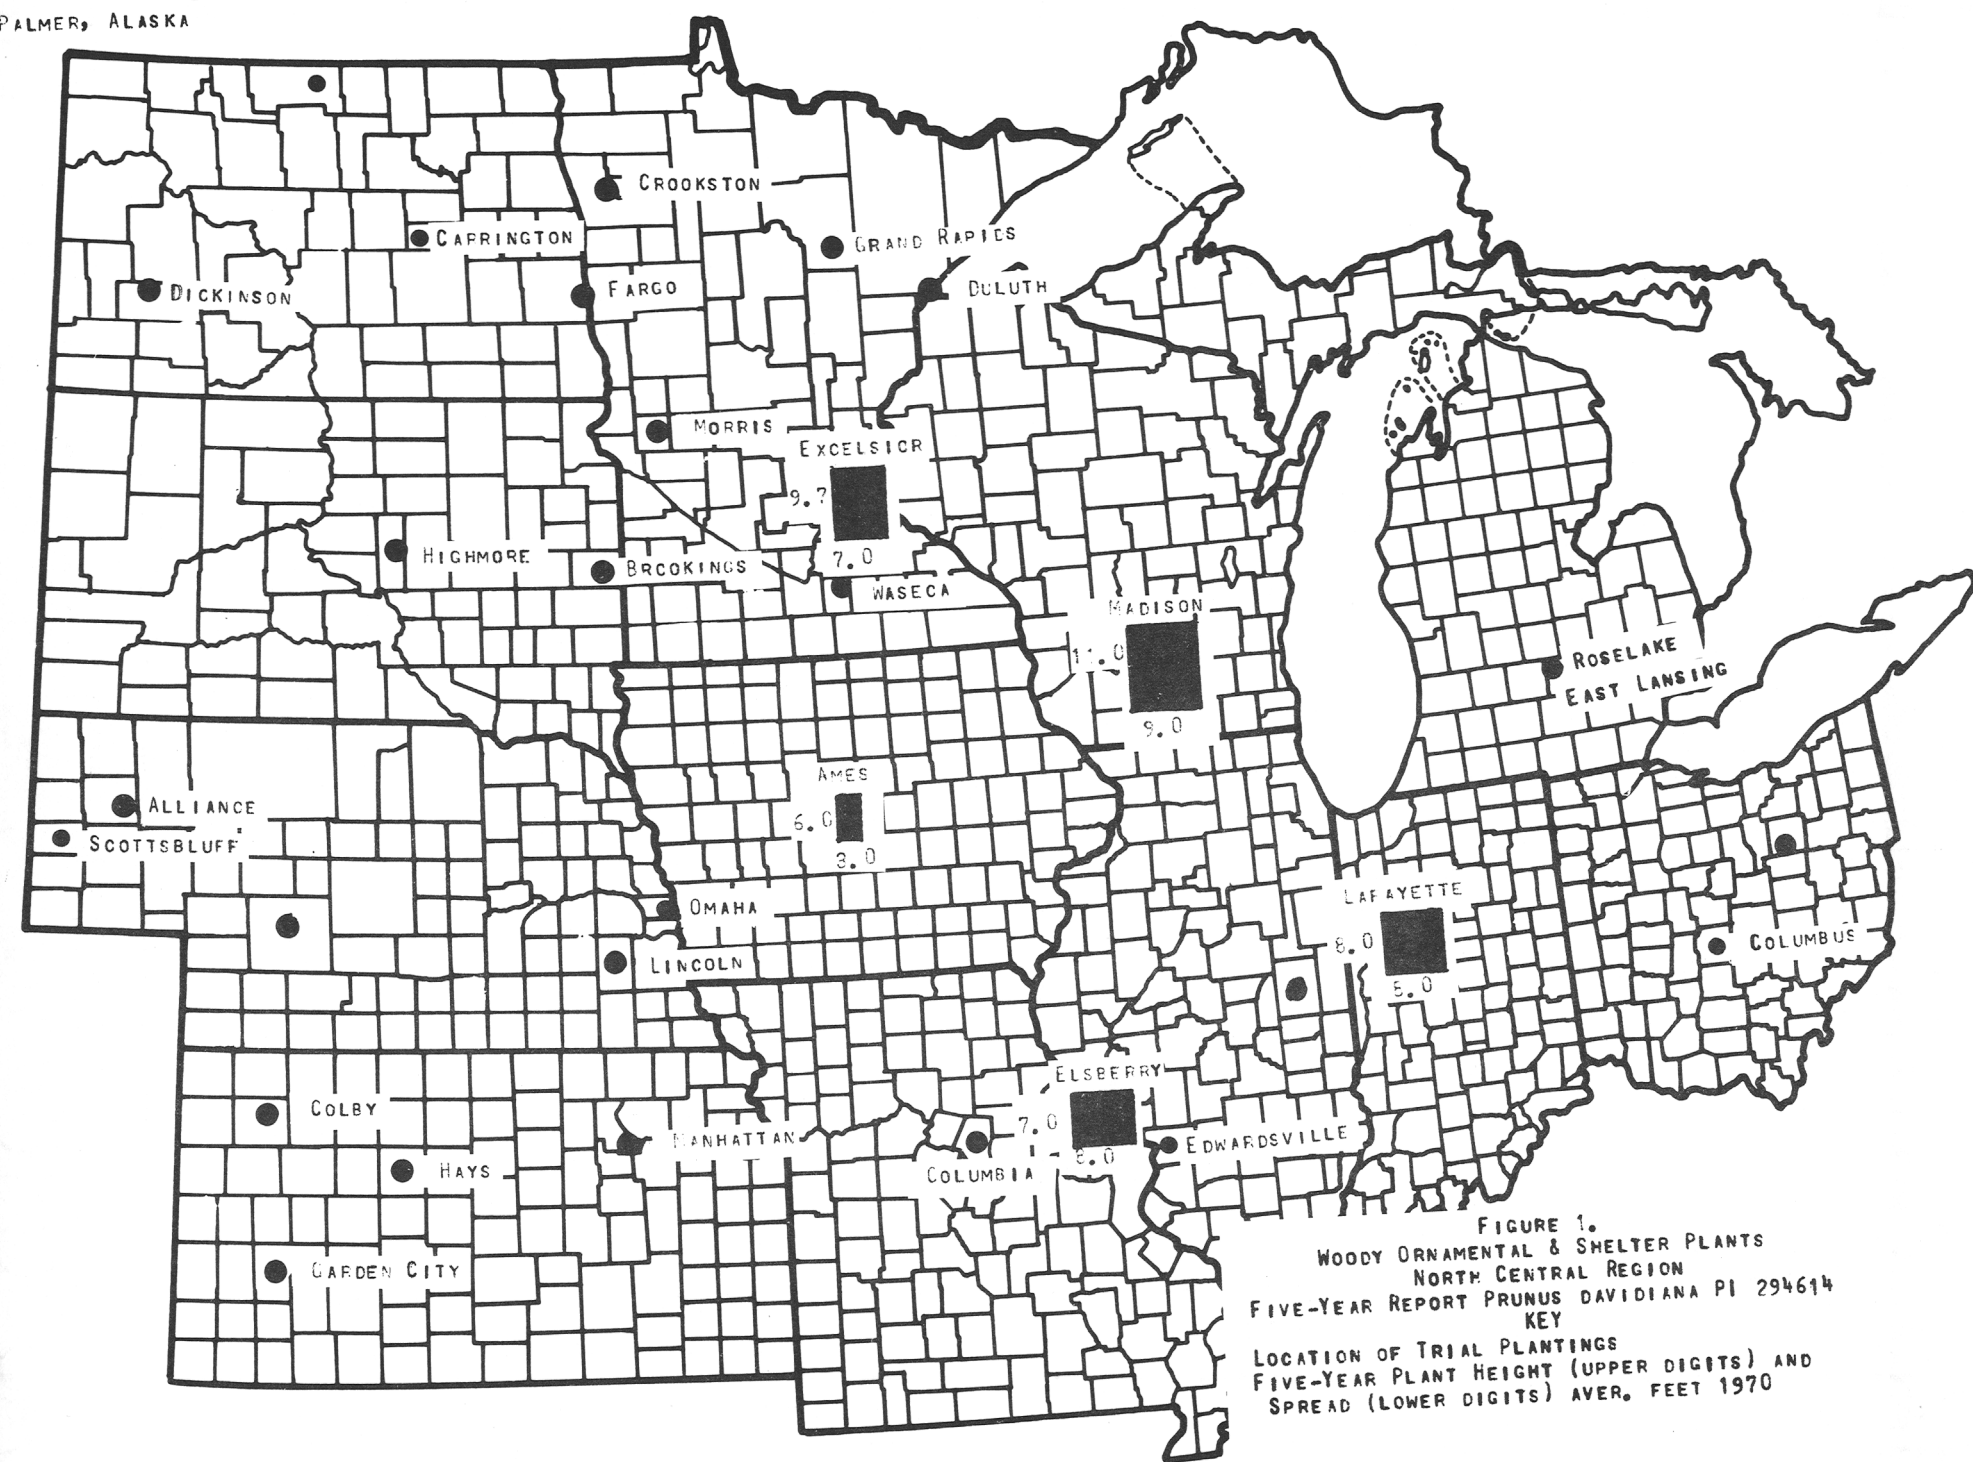 PALMER, ALASKA
CROOKSTON
CARRINGTON
GRAND RAPIDS
DICKINSON
FARGO
DULUTH
MORRIS
EXCELSIOR
9.7
7.0
HIGHMORE
BROOKINGS
WASECA
MADISON
11.0
9.0
ROSELAKE
EAST LANSING
AMES
6.0
3.0
ALLIANCE
SCOTTSBLUFF
OMAHA
LINCOLN
LAFAYETTE
8.0
COLUMBUS
ELSBERRY
7.0
8.0
COLBY
MANHATTAN
HAYS
COLUMBIA
EDWARDSVILLE
GARDEN CITY
FIGURE 1.
WOODY ORNAMENTAL & SHELTER PLANTS
NORTH CENTRAL REGION
FIVE-YEAR REPORT PRUNUS DAVIDIANA PI 294614
KEY
LOCATION OF TRIAL PLANTINGS
FIVE-YEAR PLANT HEIGHT (UPPER DIGITS) AND
SPREAD (LOWER DIGITS) AVER. FEET 1970